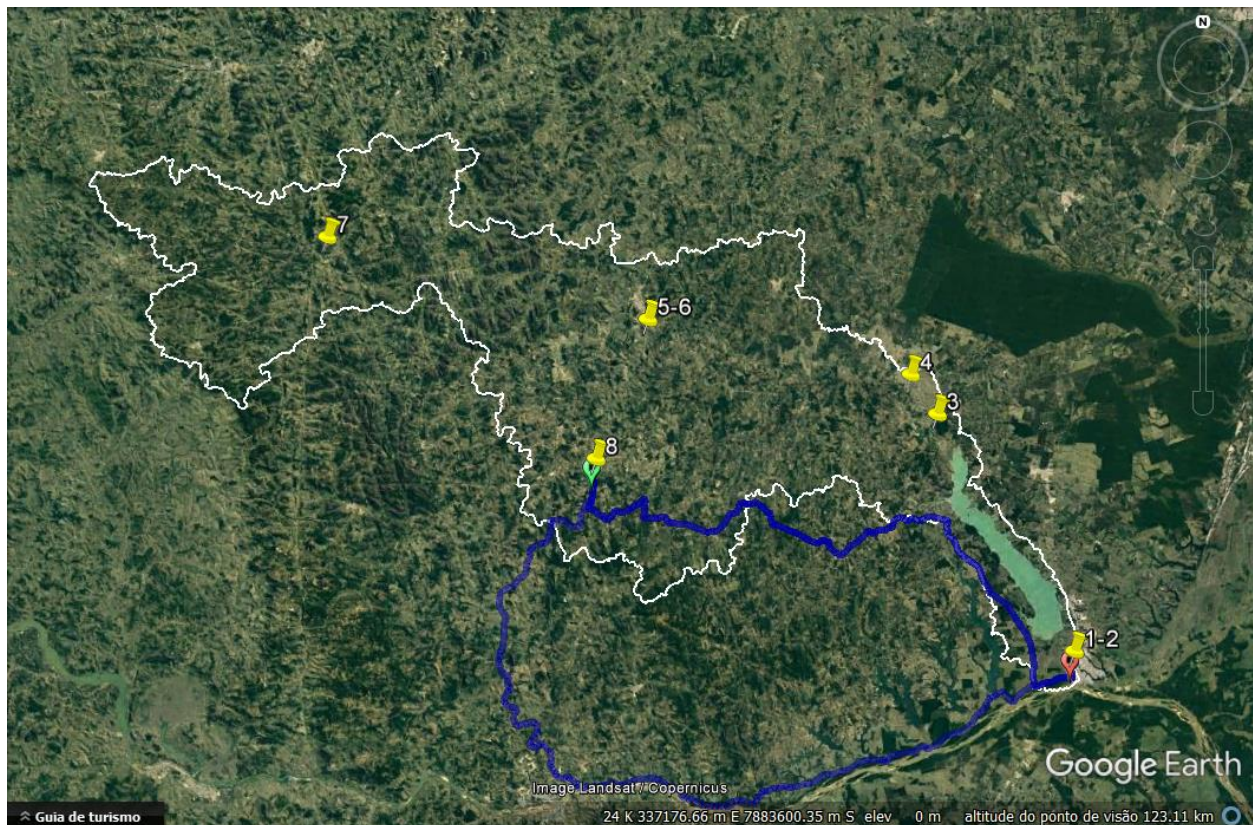 N
7
5-6
4
3
8
1-2
Google Earth
Image Landsat / Copernicus
Guia de turismo
24 K 337176.66 m E 7883600.35 m S elev 0 m altitude do ponto de visão 123.11 km